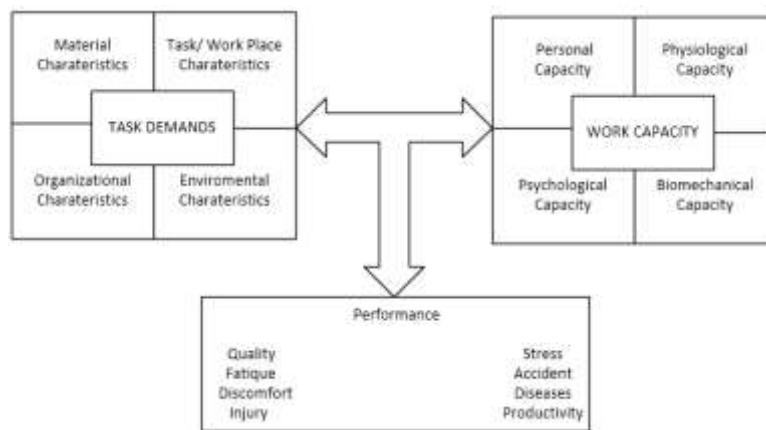 Material
Charateristics
Task/ Work Place
Charateristics
TASK DEMANDS
Organizational
Charateristics
Enviromental
Charateristics
Personal
Capacity
Physiological
Capacity
WORK CAPACITY
Psychological
Capacity
Biomechanical
Capacity
Performance
Quality
Fatique
Discomfort
Injury
Stress
Accident
Diseases
Productivity